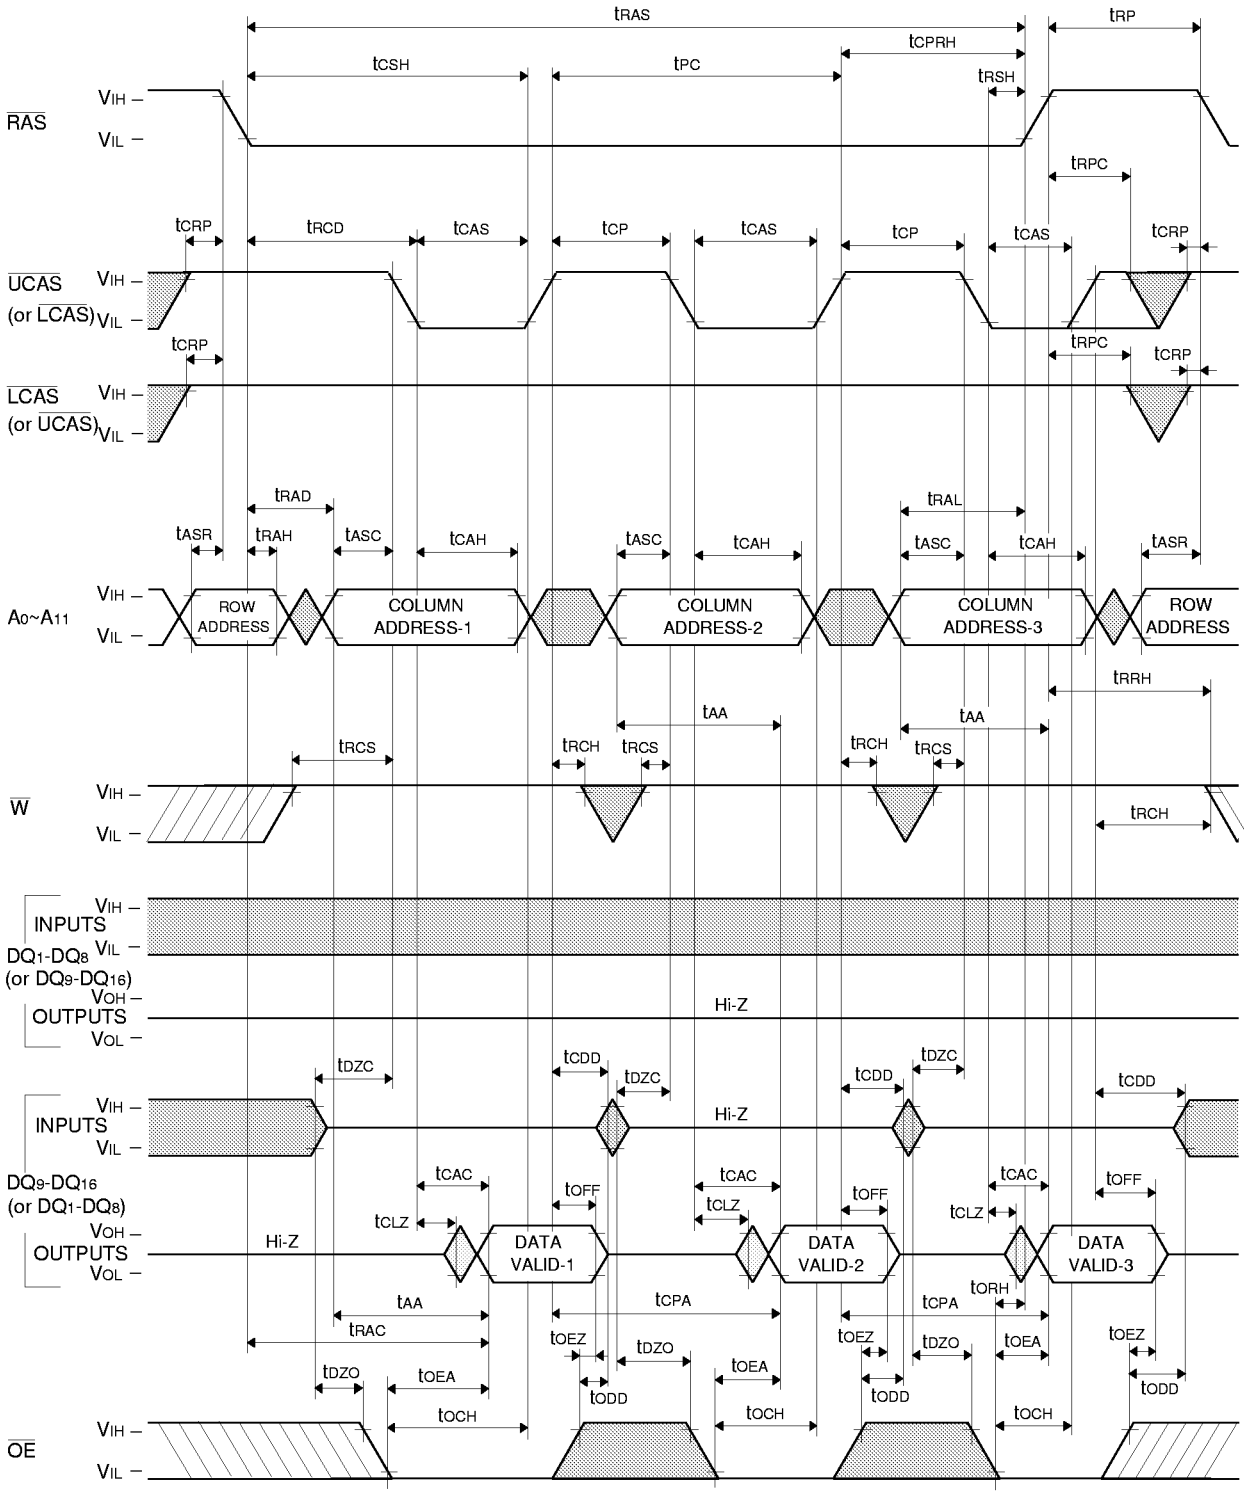 tRAS
tRP
tCPRH
tCSH
tPC
tRSH
VIH
RAS
VIL
tRPC
tCRP
tRCD
tCAS
tCP
tCAS
tCP
tCAS
tCRP
UCAS
VIH
(or LCAS)
VIL
tCRP
tRPC
tCRP
LCAS
VIH
(or UCAS)
VIL
tRAD
tRAL
tASR
tRAH
tASC
tCAH
tASC
tCAH
tASC
tCAH
tASR
VIH
A0~A11
VIL
ROW
ADDRESS
COLUMN
ADDRESS-1
COLUMN
ADDRESS-2
COLUMN
ADDRESS-3
ROW
ADDRESS
tRRH
tAA
tAA
tRCS
tRCH
tRCS
tRCH
tRCS
VIH
W
VIL
tRCH
VIH
INPUTS
VIL
DQ1-DQ8
(or DQ9-DQ16)
VOH
OUTPUTS
VOL
Hi-Z
tDZC
tCDD
tDZC
tCDD
tDZC
tCDD
VIH
INPUTS
VIL
Hi-Z
DQ9-DQ16
(or DQ1-DQ8)
tCAC
tOFF
tCAC
tOFF
tCAC
tOFF
tCLZ
tCLZ
tCLZ
VOH
OUTPUTS
VOL
Hi-Z
DATA
VALID-1
DATA
VALID-2
DATA
VALID-3
tAA
tCPA
tCPA
tORH
tRAC
tOEZ
tDZO
tOEZ
tDZO
tOEA
tOEZ
tDZO
tOEA
tODD
tOEA
tODD
tODD
tOCH
tOCH
tOCH
VIH
OE
VIL